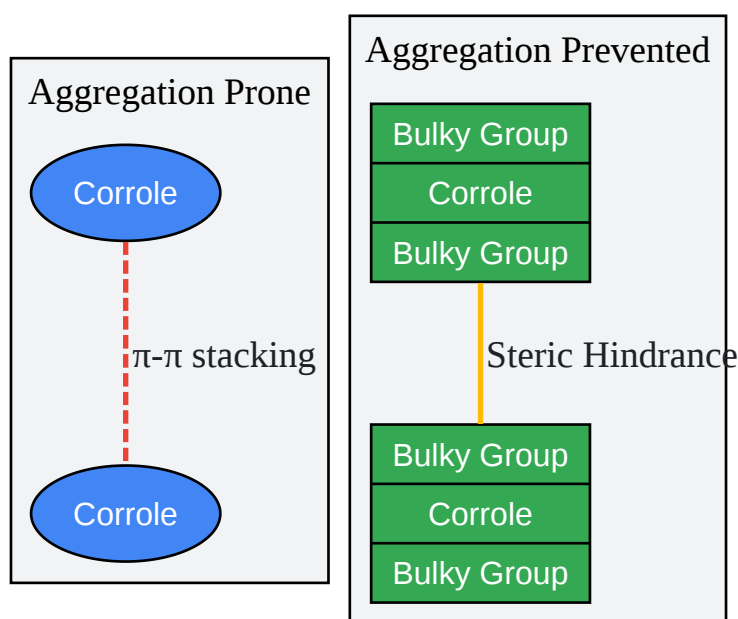 Aggregation Prone
Corrole
π-π stacking
Corrole
Aggregation Prevented
Bulky Group
Corrole
Bulky Group
Steric Hindrance
Bulky Group
Corrole
Bulky Group